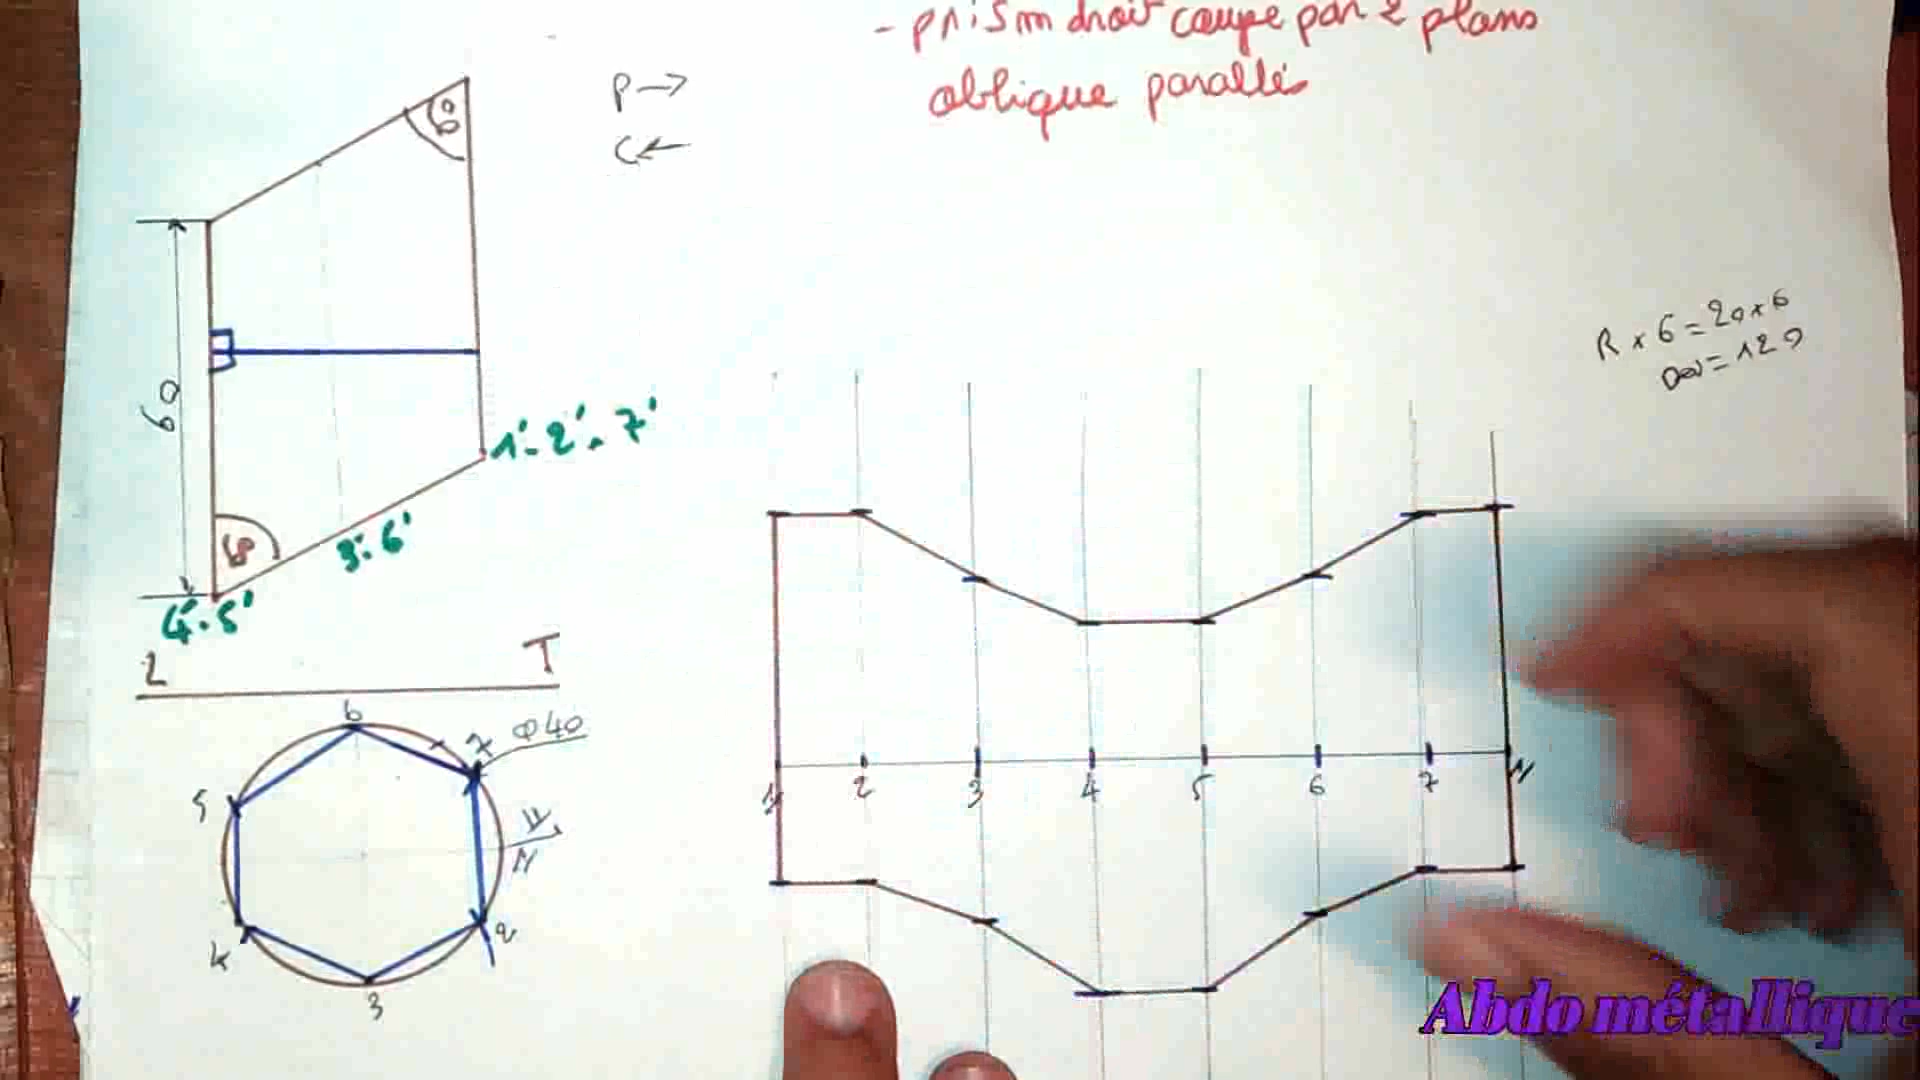 - prism droit coupe par 2 plans
oblique parallés
P →
C ←
60
60
R × 6 = 20 × 6
Dev = 120
1'-2'-7'
3'-6'
60
4'-5'
L T
6
7 Φ40
5
1
4
2
3
1 2 3 4 5 6 7 1
Abdo métallique